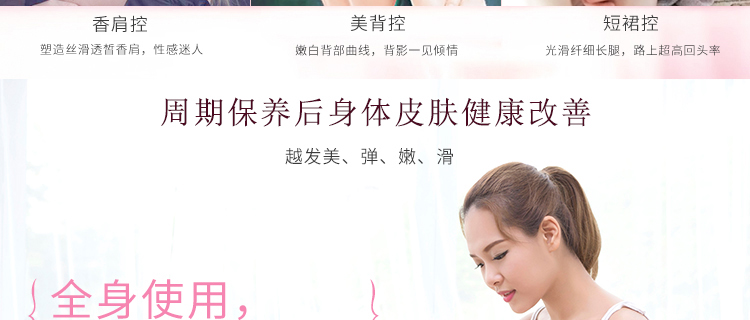 香肩控
塑造丝滑透皙香肩，性感迷人
美背控
嫩白背部曲线，背影一见倾情
短裙控
光滑纤细长腿，路上超高回头率
周期保养后身体皮肤健康改善
越发美、弹、嫩、滑
全身使用，